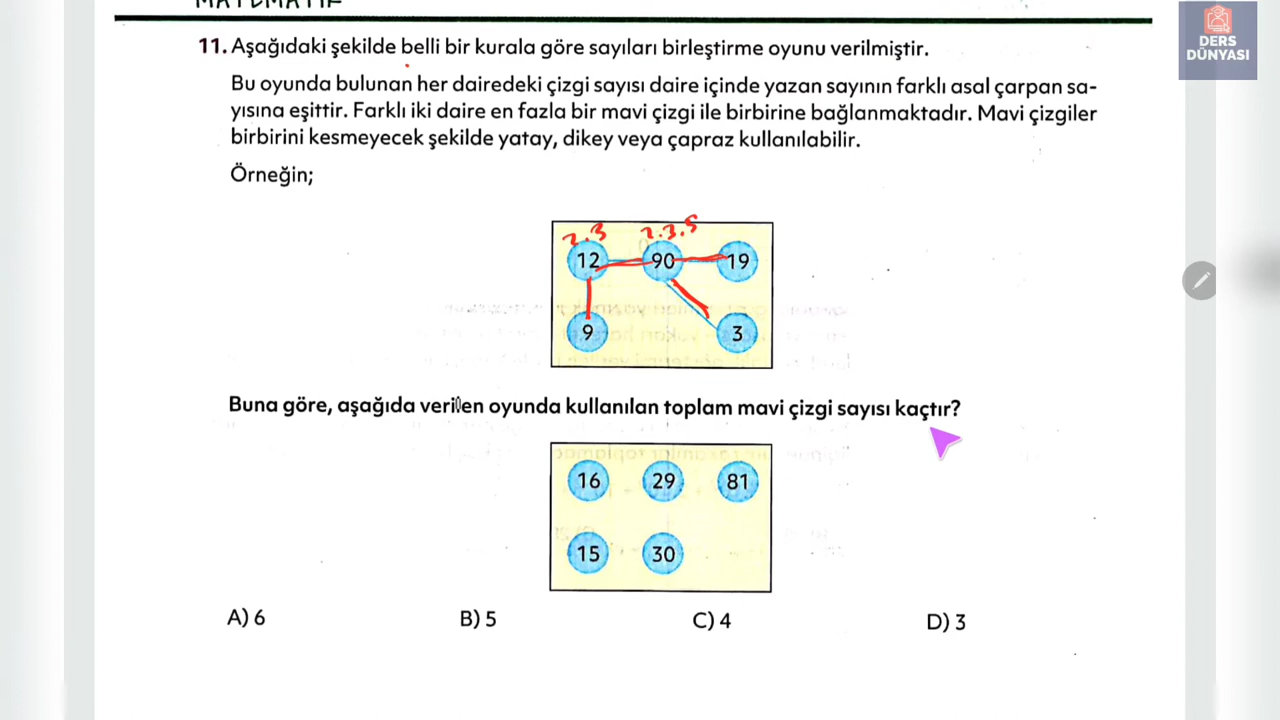 MATEMATİK
DERS
DÜNYASI
11. Aşağıdaki şekilde belli bir kurala göre sayıları birleştirme oyunu verilmiştir.
Bu oyunda bulunan her dairedeki çizgi sayısı daire içinde yazan sayının farklı asal çarpan sa-
yısına eşittir. Farklı iki daire en fazla bir mavi çizgi ile birbirine bağlanmaktadır. Mavi çizgiler
birbirini kesmeyecek şekilde yatay, dikey veya çapraz kullanılabilir.
Örneğin;
2.3 2.3.5
12 90 19
9 3
Buna göre, aşağıda verilen oyunda kullanılan toplam mavi çizgi sayısı kaçtır?
16 29 81
15 30
A) 6 B) 5 C) 4 D) 3